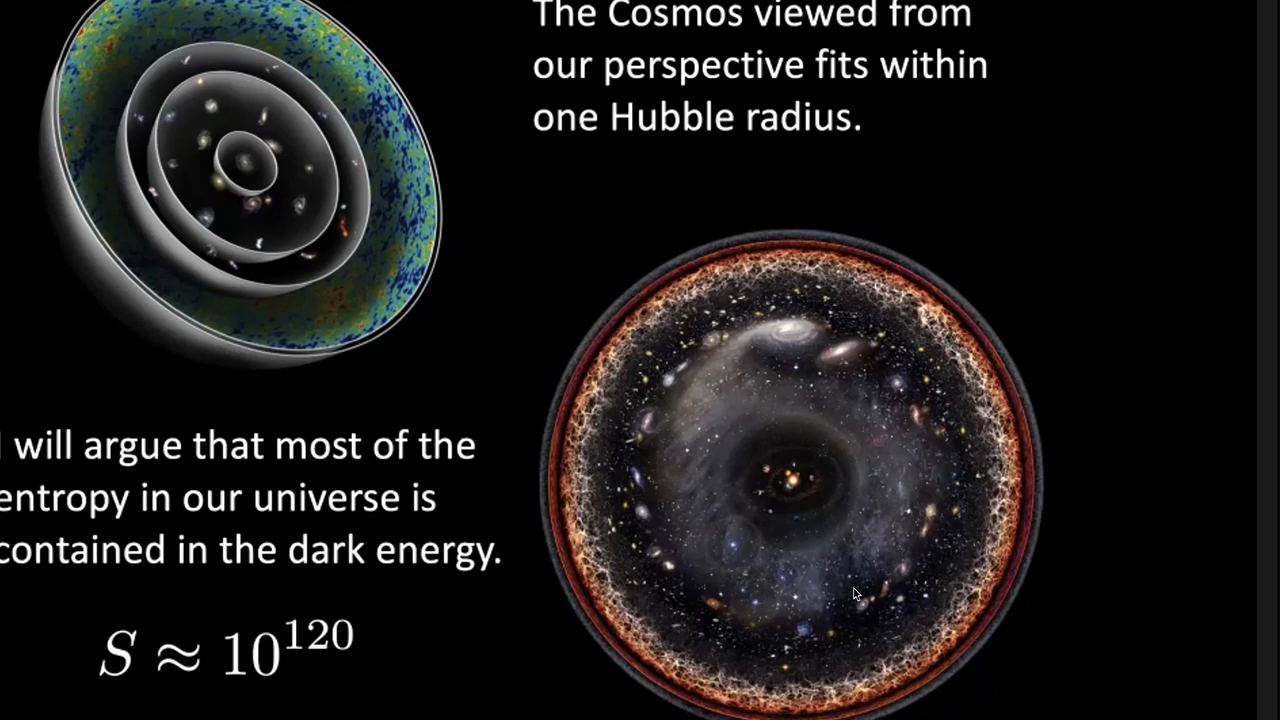 The Cosmos viewed from
our perspective fits within
one Hubble radius.
I will argue that most of the
entropy in our universe is
contained in the dark energy.
S ≈ 10^120